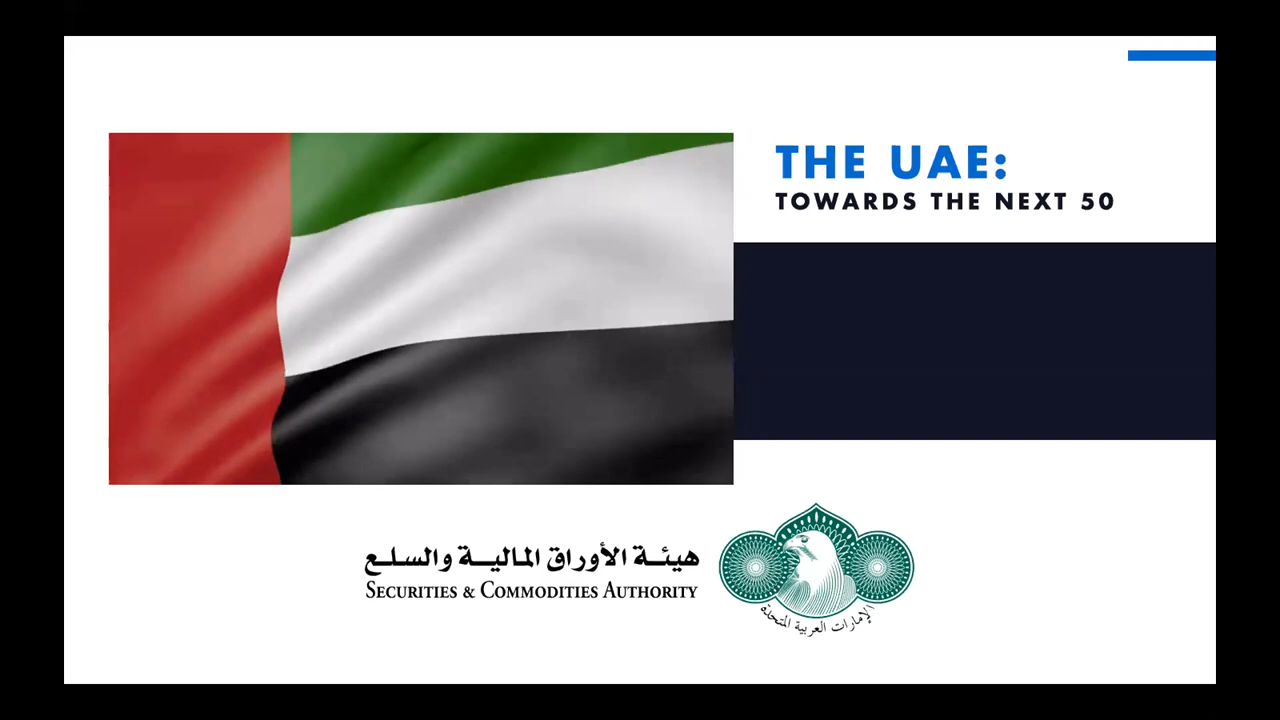 THE UAE:
TOWARDS THE NEXT 50
هيئـة الأوراق الماليـة والسلـع
SECURITIES & COMMODITIES AUTHORITY
الإمارات العربية المتحدة